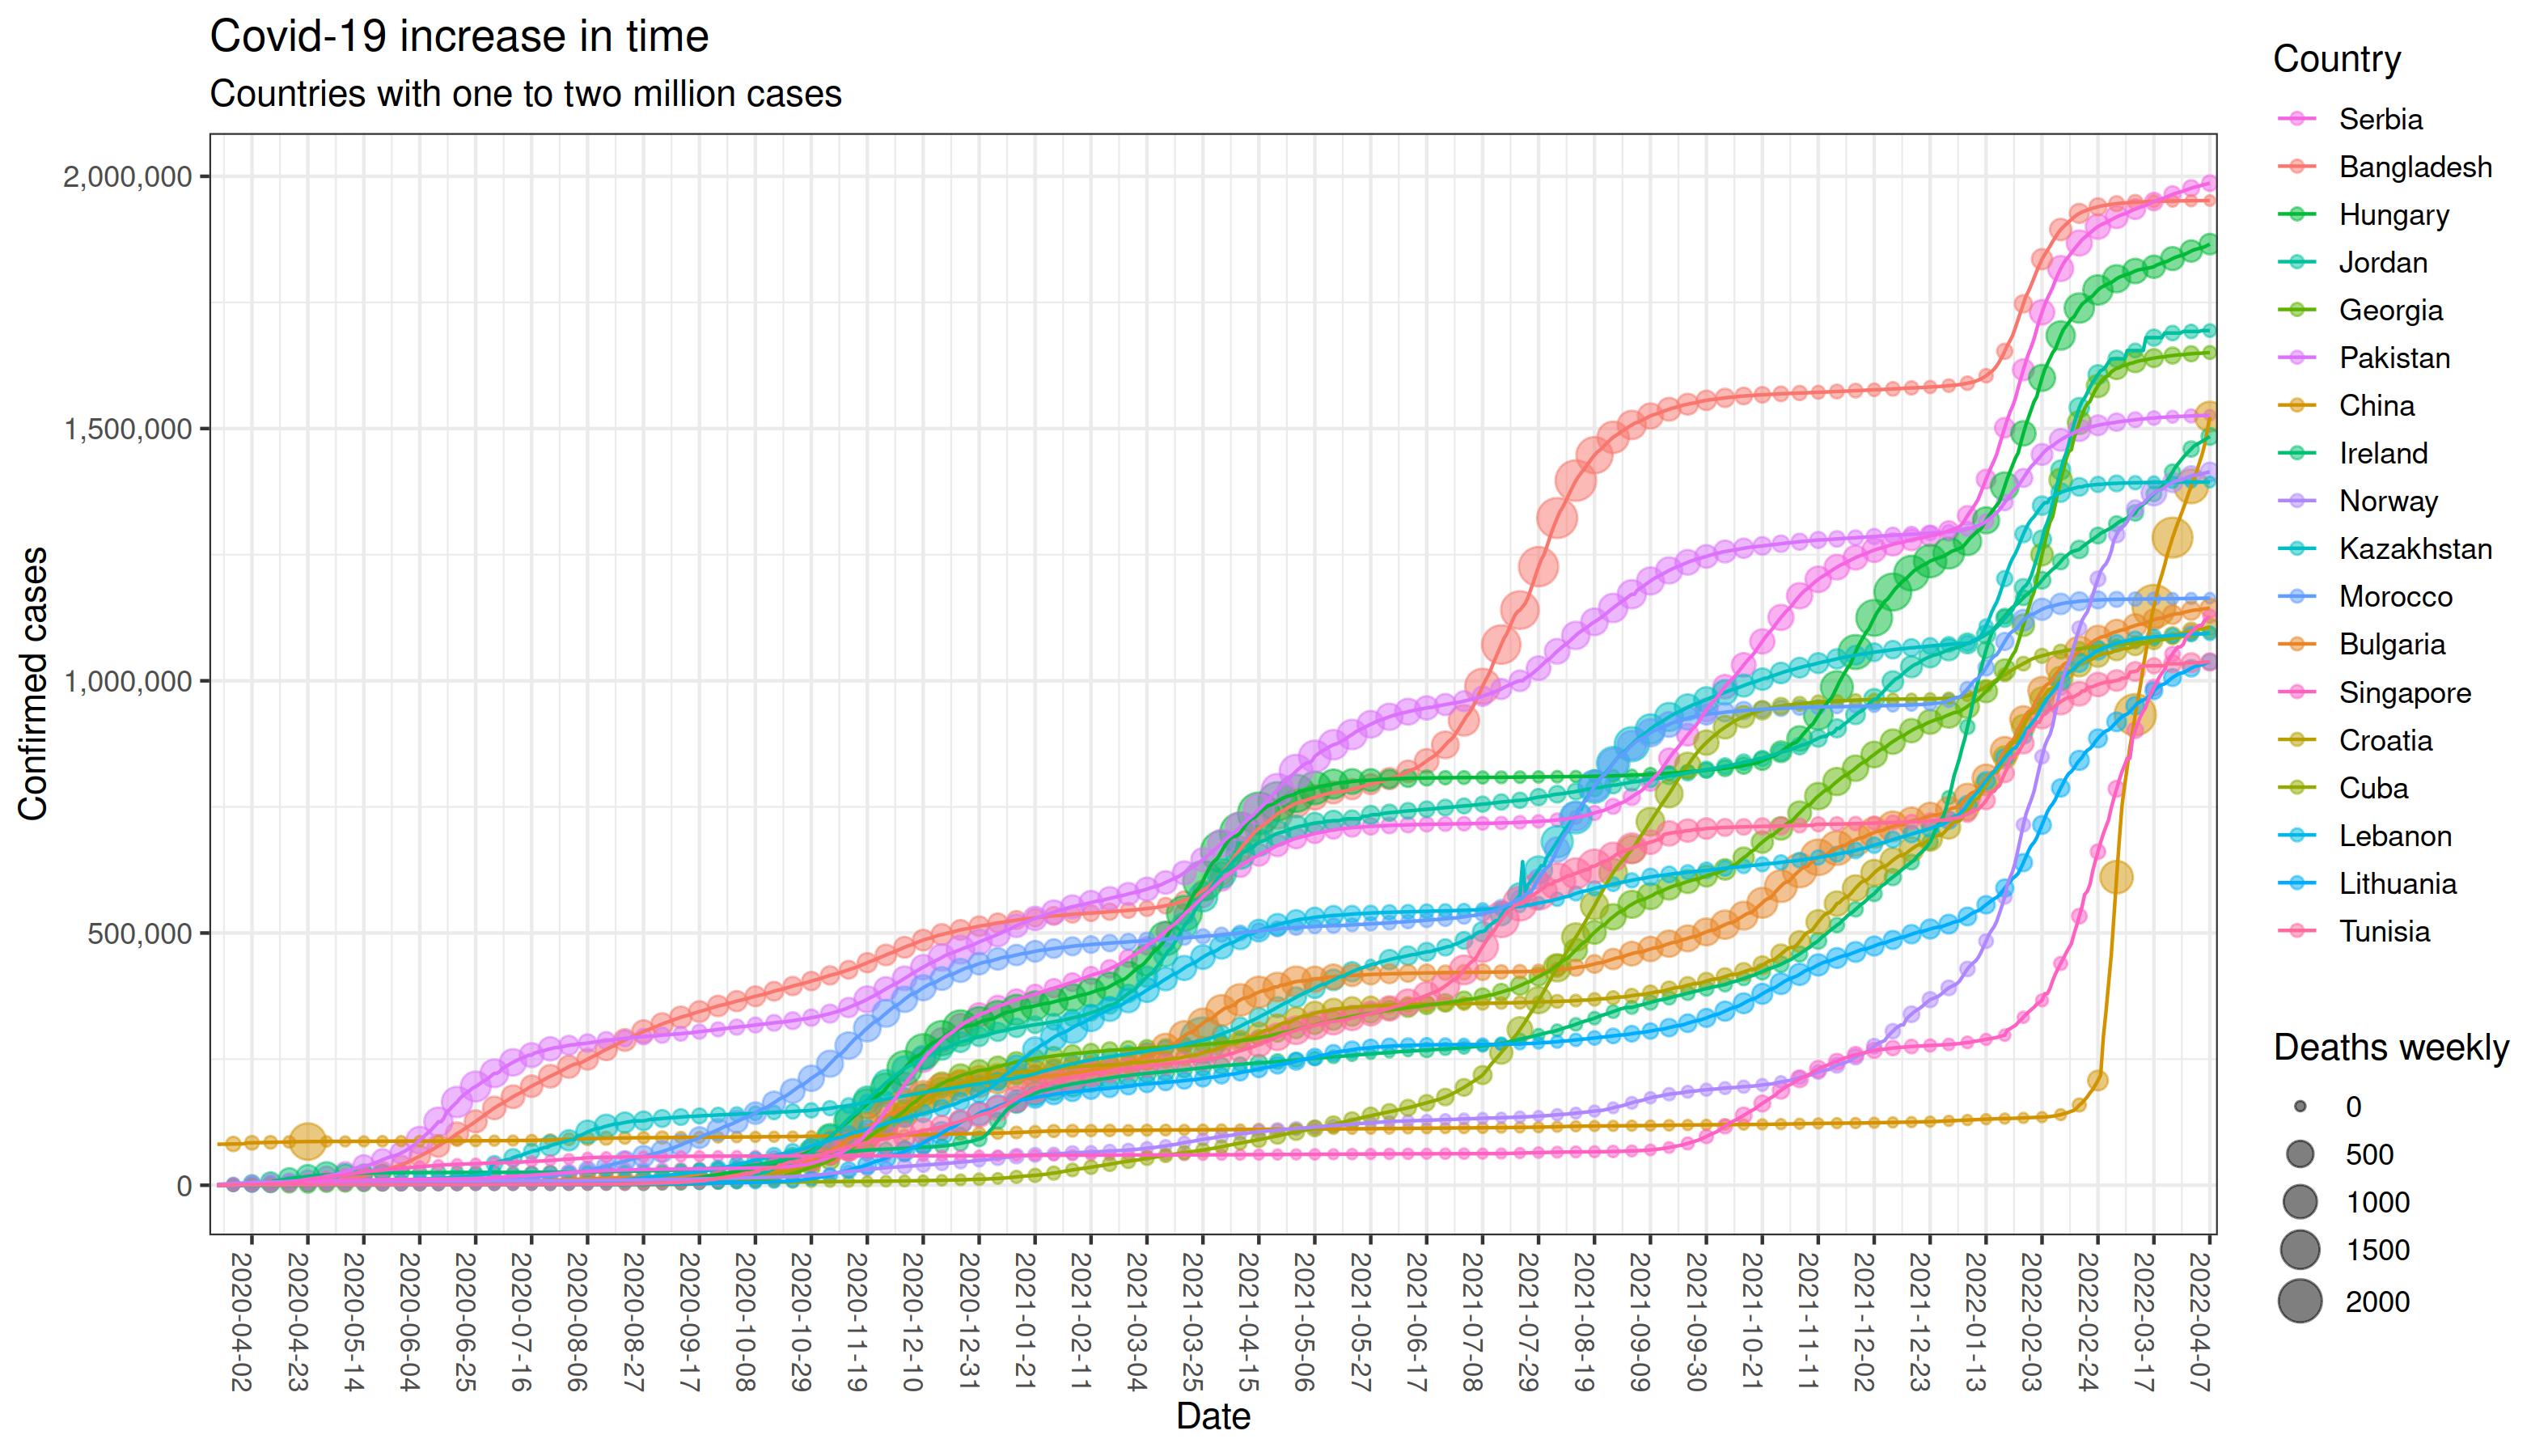 Covid-19 increase in time
Countries with one to two million cases
Confirmed cases
2,000,000
1,500,000
1,000,000
500,000
0
2020-04-02
2020-04-23
2020-05-14
2020-06-04
2020-06-25
2020-07-16
2020-08-06
2020-08-27
2020-09-17
2020-10-08
2020-10-29
2020-11-19
2020-12-10
2020-12-31
2021-01-21
2021-02-11
2021-03-04
2021-03-25
2021-04-15
2021-05-06
2021-05-27
2021-06-17
2021-07-08
2021-07-29
2021-08-19
2021-09-09
2021-09-30
2021-10-21
2021-11-11
2021-12-02
2021-12-23
2022-01-13
2022-02-03
2022-02-24
2022-03-17
2022-04-07
Date
Country
Serbia
Bangladesh
Hungary
Jordan
Georgia
Pakistan
China
Ireland
Norway
Kazakhstan
Morocco
Bulgaria
Singapore
Croatia
Cuba
Lebanon
Lithuania
Tunisia
Deaths weekly
0
500
1000
1500
2000